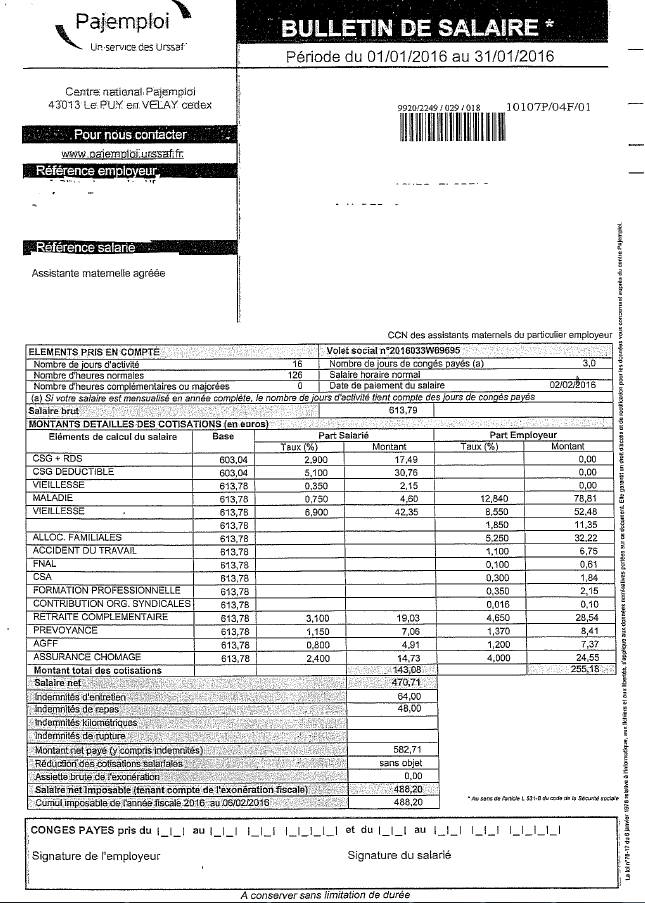 Pajemploi
Un service des Urssaf
BULLETIN DE SALAIRE *
Période du 01/01/2016 au 31/01/2016
Centre national Pajemploi
43013 Le PUY en VELAY cedex
9920/2249 / 029 / 018 10107P/04F/01
Pour nous contacter
www.pajemploi.urssaf.fr
Référence employeur
Référence salarié
Assistante maternelle agréée
CCN des assistants maternels du particulier employeur
ELEMENTS PRIS EN COMPTE Volet social n°2016033W69695
Nombre de jours d'activité 16 Nombre de jours de congés payés (a) 3,0
Nombre d'heures normales 126 Salaire horaire normal
Nombre d'heures complémentaires ou majorées 0 Date de paiement du salaire 02/02/2016
(a) Si votre salaire est mensualisé en année complète, le nombre de jours d'activité tient compte des jours de congés payés
Salaire brut 613,79
MONTANTS DETAILLES DES COTISATIONS (en euros)
Eléments de calcul du salaire Base Part Salarié Part Employeur
Taux (%) Montant Taux (%) Montant
CSG + RDS 603,04 2,900 17,49 0,00
CSG DEDUCTIBLE 603,04 5,100 30,76 0,00
VIEILLESSE 613,78 0,350 2,15 0,00
MALADIE 613,78 0,750 4,60 12,840 78,81
VIEILLESSE 613,78 6,900 42,35 8,550 52,48
613,78 1,850 11,35
ALLOC. FAMILIALES 613,78 5,250 32,22
ACCIDENT DU TRAVAIL 613,78 1,100 6,75
FNAL 613,78 0,100 0,61
CSA 613,78 0,300 1,84
FORMATION PROFESSIONNELLE 613,78 0,350 2,15
CONTRIBUTION ORG. SYNDICALES 613,78 0,016 0,10
RETRAITE COMPLEMENTAIRE 613,78 3,100 19,03 4,650 28,54
PREVOYANCE 613,78 1,150 7,06 1,370 8,41
AGFF 613,78 0,800 4,91 1,200 7,37
ASSURANCE CHOMAGE 613,78 2,400 14,73 4,000 24,55
Montant total des cotisations 143,08 255,18
Salaire net 470,71
Indemnités d'entretien 64,00
Indemnités de repas 48,00
Indemnités kilométriques
Indemnités de rupture
Montant net payé (y compris indemnités) 582,71
Réduction des cotisations salariales sans objet
Assiette brute de l'exonération 0,00
Salaire net imposable (tenant compte de l'exonération fiscale) 488,20
Cumul imposable de l'année fiscale 2016 au 05/02/2016 488,20
* Au sens de l'article L 531-5 du code de la Sécurité sociale
CONGES PAYES pris du |_|_| au |_|_| |_|_| |_|_| et du |_|_| au |_|_| |_|_| |_|_|
Signature de l'employeur Signature du salarié
A conserver sans limitation de durée
La loi n°78-17 du 6 janvier 1978 relative à l'informatique, aux fichiers et aux libertés, s'applique aux données nominatives portées sur ce document. Elle garantit un droit d'accès et de rectification pour les données vous concernant auprès du centre Pajemploi.